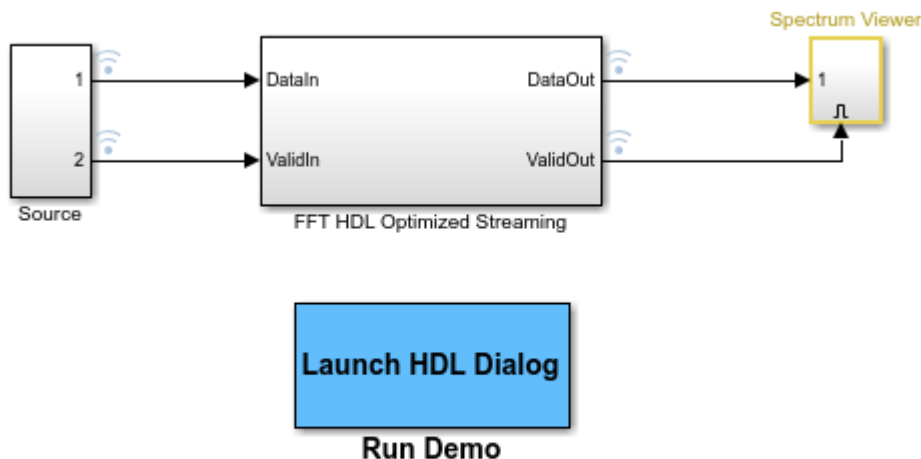 Spectrum Viewer
1 DataIn DataOut 1
2 ValidIn ValidOut
Source
FFT HDL Optimized Streaming
Launch HDL Dialog
Run Demo